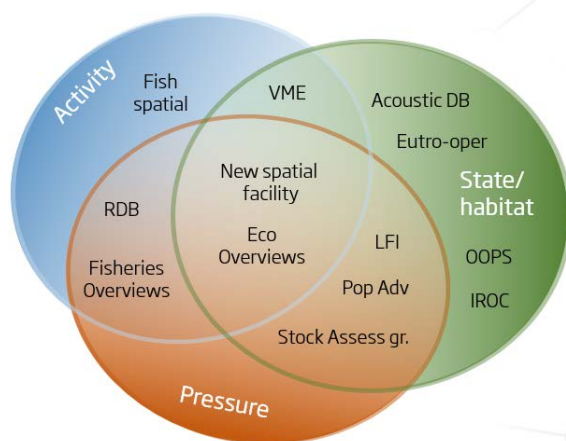 Activity
Fish
spatial
VME
Acoustic DB
Eutro-oper
State/
habitat
New spatial
facility
RDB
Eco
Overviews
LFI
OOPS
Fisheries
Overviews
Pop Adv
IROC
Stock Assess gr.
Pressure